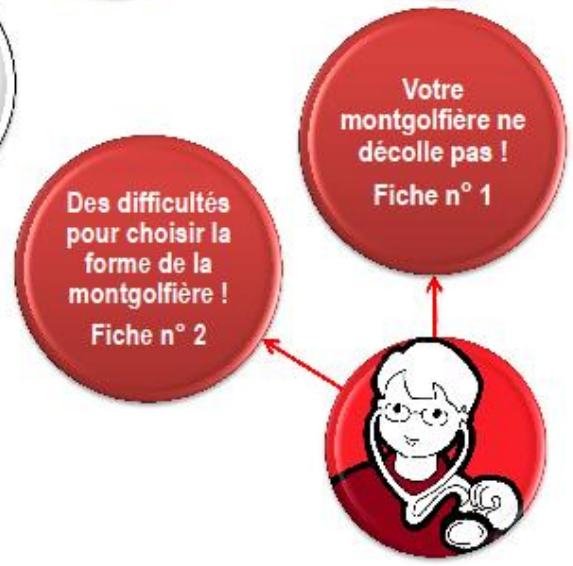 Votre
montgolfière ne
décolle pas !
Fiche n° 1
Des difficultés
pour choisir la
forme de la
montgolfière !
Fiche n° 2